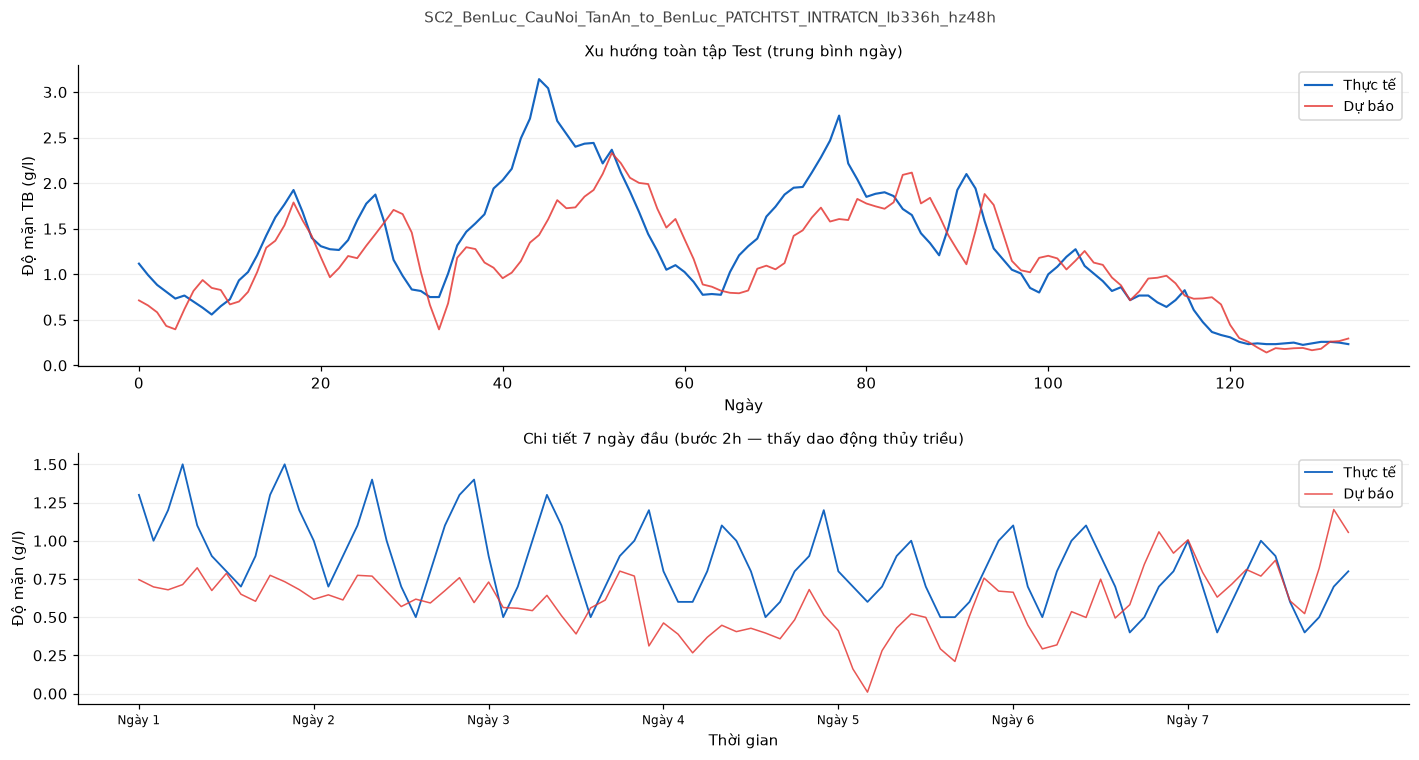 SC2_BenLuc_CauNoi_TanAn_to_BenLuc_PATCHTST_INTRATCN_lb336h_hz48h
Xu hướng toàn tập Test (trung bình ngày)
Độ mặn TB (g/l)
3.0
2.5
2.0
1.5
1.0
0.5
0.0
Thực tế
Dự báo
0 20 40 60 80 100 120
Ngày
Chi tiết 7 ngày đầu (bước 2h — thấy dao động thủy triều)
Độ mặn (g/l)
1.50
1.25
1.00
0.75
0.50
0.25
0.00
Thực tế
Dự báo
Ngày 1 Ngày 2 Ngày 3 Ngày 4 Ngày 5 Ngày 6 Ngày 7
Thời gian